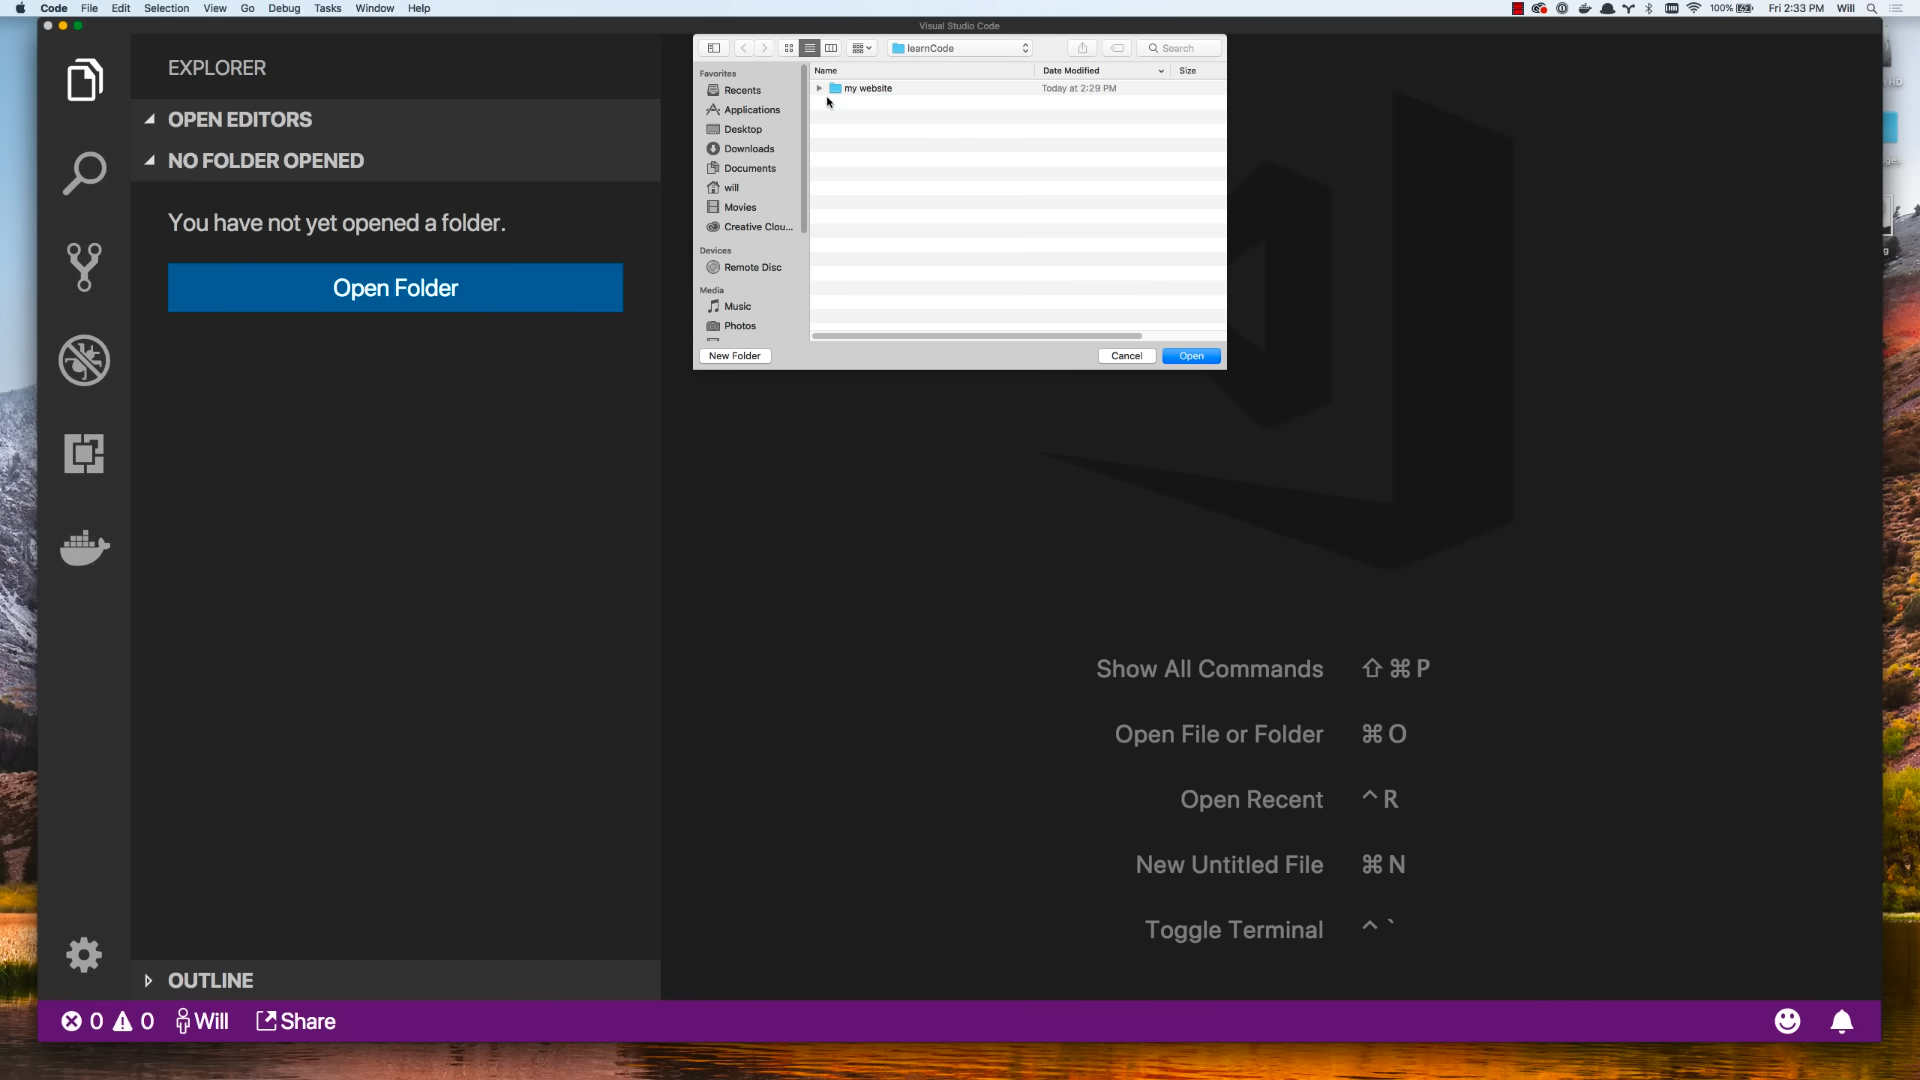 Code File Edit Selection View Go Debug Tasks Window Help
100% Fri 2:33 PM Will
Visual Studio Code
EXPLORER
OPEN EDITORS
NO FOLDER OPENED
You have not yet opened a folder.
Open Folder
OUTLINE
learnCode
Search
Favorites
Recents
Applications
Desktop
Downloads
Documents
will
Movies
Creative Clou...
Devices
Remote Disc
Media
Music
Photos
Name Date Modified Size
my website Today at 2:29 PM
New Folder Cancel Open
Show All Commands ⇧⌘P
Open File or Folder ⌘O
Open Recent ^R
New Untitled File ⌘N
Toggle Terminal ^`
0 0 Will Share